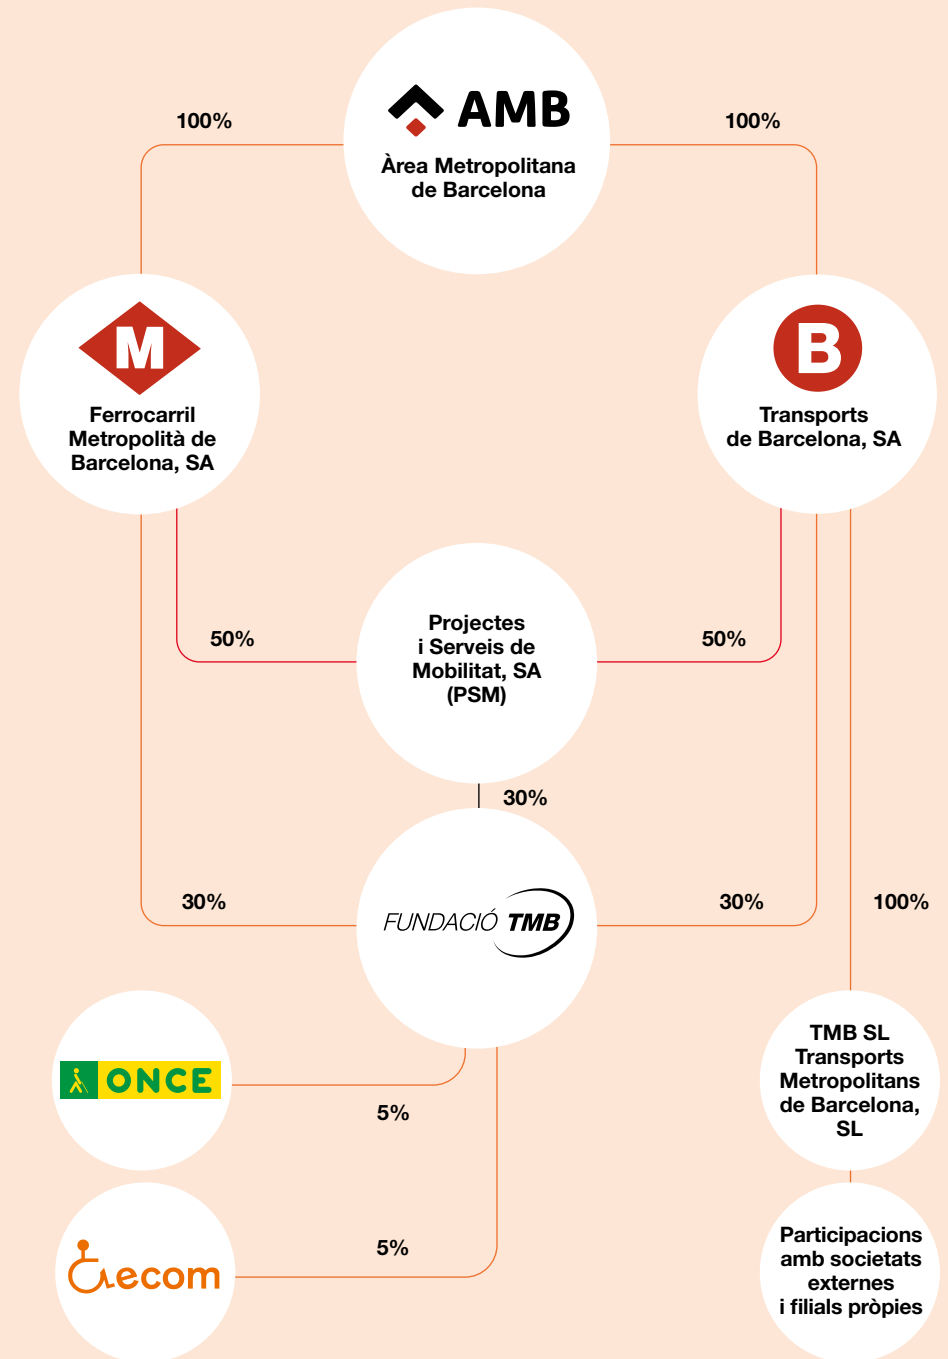 AMB
Àrea Metropolitana
de Barcelona
100%
100%
M
Ferrocarril
Metropolità de
Barcelona, SA
B
Transports
de Barcelona, SA
Projectes
i Serveis de
Mobilitat, SA
(PSM)
50%
50%
30%
FUNDACIÓ TMB
30%
30%
100%
ONCE
5%
TMB SL
Transports
Metropolitans
de Barcelona,
SL
ecom
5%
Participacions
amb societats
externes
i filials pròpies